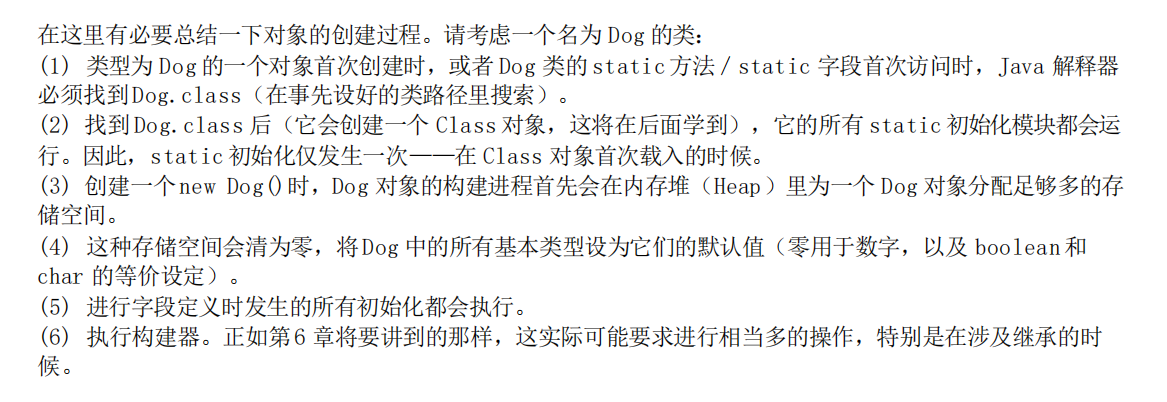 在这里有必要总结一下对象的创建过程。请考虑一个名为 Dog 的类：
(1) 类型为 Dog 的一个对象首次创建时，或者 Dog 类的 static 方法／static 字段首次访问时，Java 解释器
必须找到 Dog.class（在事先设好的类路径里搜索）。
(2) 找到 Dog.class 后（它会创建一个 Class 对象，这将在后面学到），它的所有 static 初始化模块都会运
行。因此，static 初始化仅发生一次——在 Class 对象首次载入的时候。
(3) 创建一个 new Dog()时，Dog 对象的构建进程首先会在内存堆（Heap）里为一个 Dog 对象分配足够多的存
储空间。
(4) 这种存储空间会清为零，将 Dog 中的所有基本类型设为它们的默认值（零用于数字，以及 boolean 和
char 的等价设定）。
(5) 进行字段定义时发生的所有初始化都会执行。
(6) 执行构建器。正如第 6 章将要讲到的那样，这实际可能要求进行相当多的操作，特别是在涉及继承的时
候。